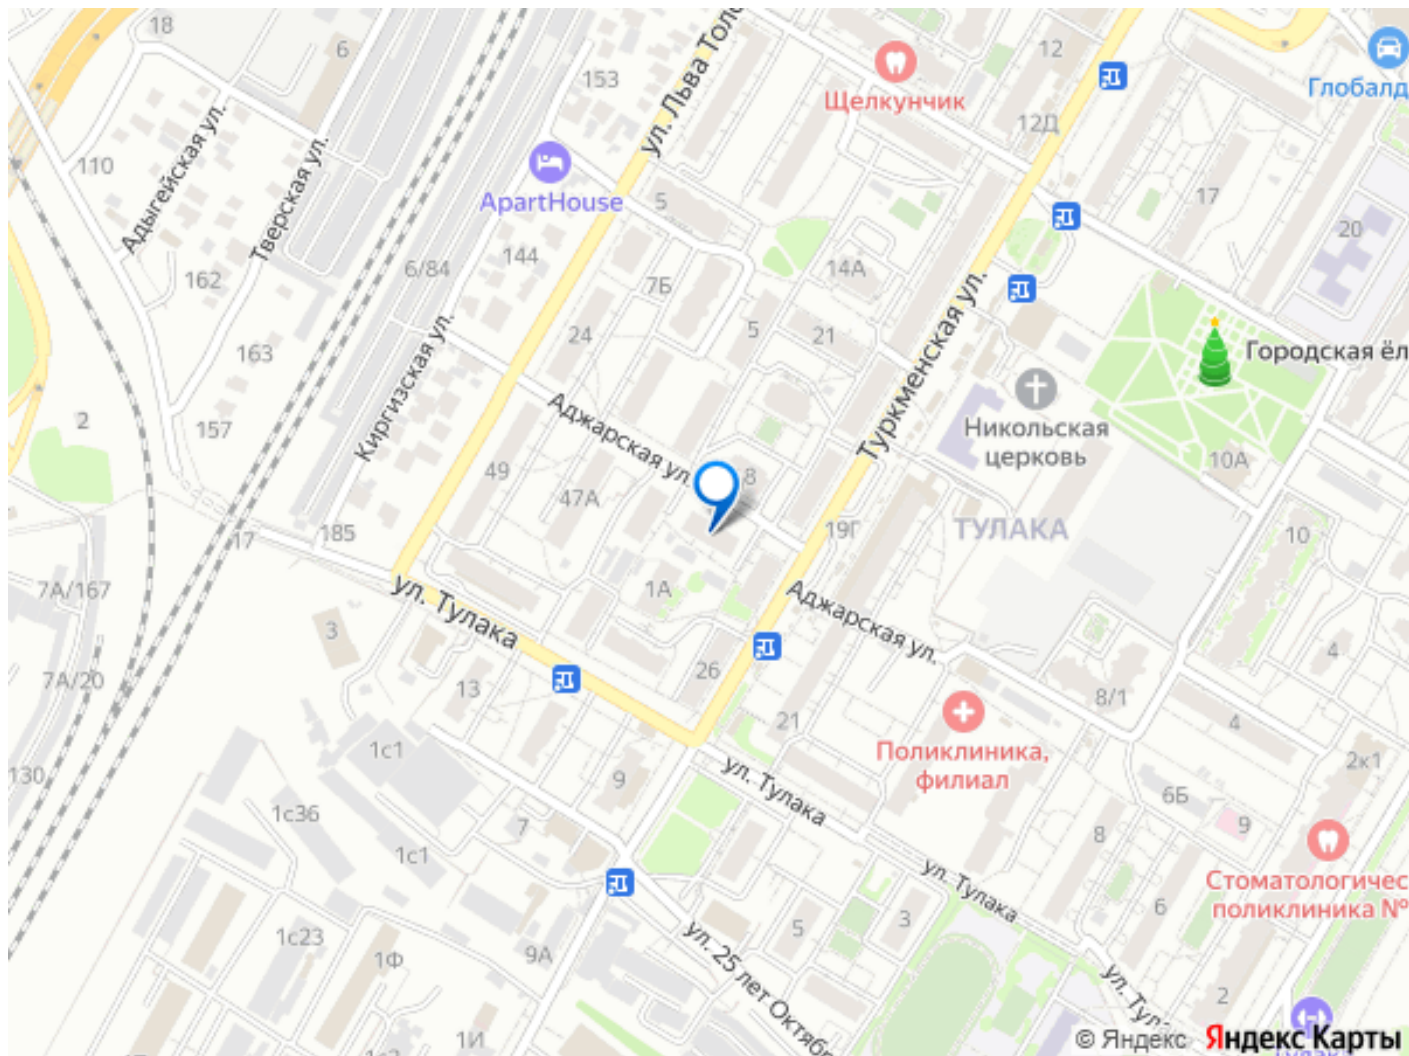 18
6
153
ул. Льва Толс
12
Щелкунчик
12Д
Глобалд
110
Адыгейская ул.
Тверская ул.
ApartHouse
5
17
20
162
6/84
144
7Б
14А
24
5
21
163
Киргизская ул.
Туркменская ул.
Городская ёл
2
157
49
47А
Аджарская ул.
8
Никольская
церковь
10А
ТУЛАКА
19Г
10
17
185
7А/167
ул. Тулака
1А
Аджарская ул.
3
4
7А/20
13
26
8/1
21
4
Поликлиника,
филиал
130
1с1
9
ул. Тулака
2к1
6Б
1с36
7
9
8
1с1
ул. Тулака
Стоматологичес
поликлиника №
6
1с23
1Ф
9А
5
3
ул. 25 лет Октябр
ул. Тула
2
1И
© Яндекс
Яндекс Карты